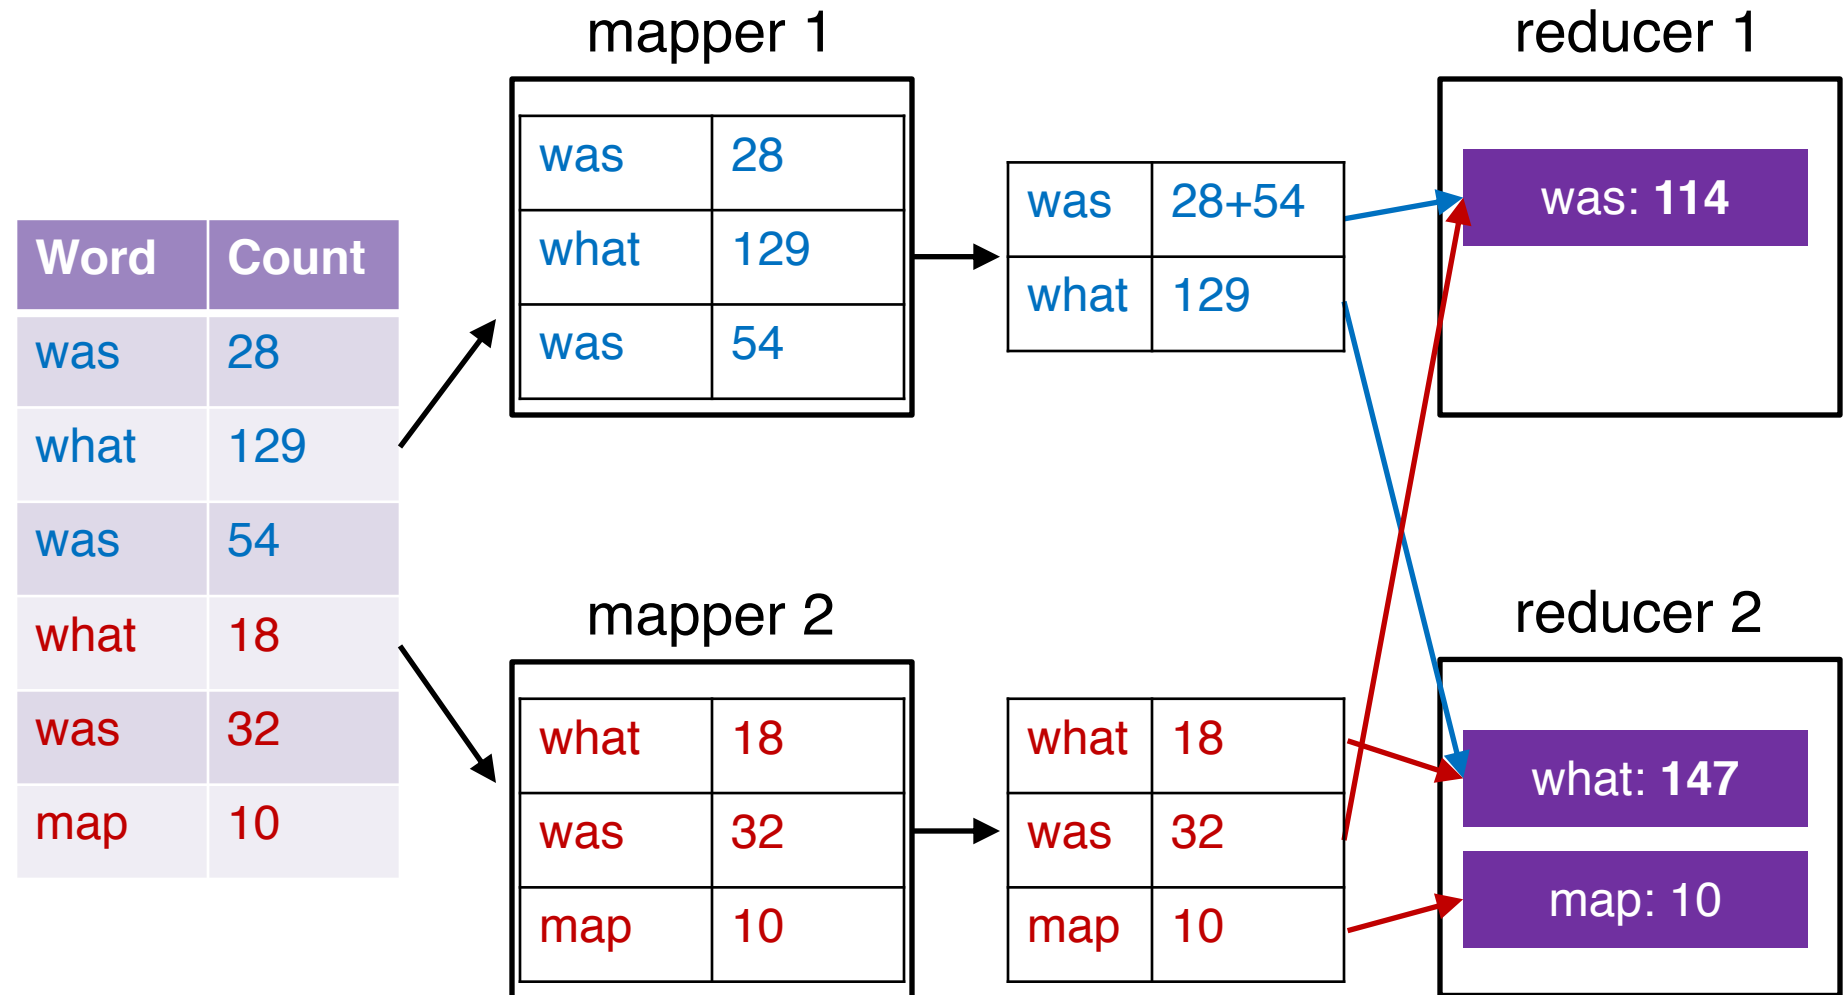 mapper 1
reducer 1
Word Count
was 28
what 129
was 54
what 18
was 32
map 10
was 28
what 129
was 54
was 28+54
what 129
was: 114
mapper 2
reducer 2
what 18
was 32
map 10
what 18
was 32
map 10
what: 147
map: 10